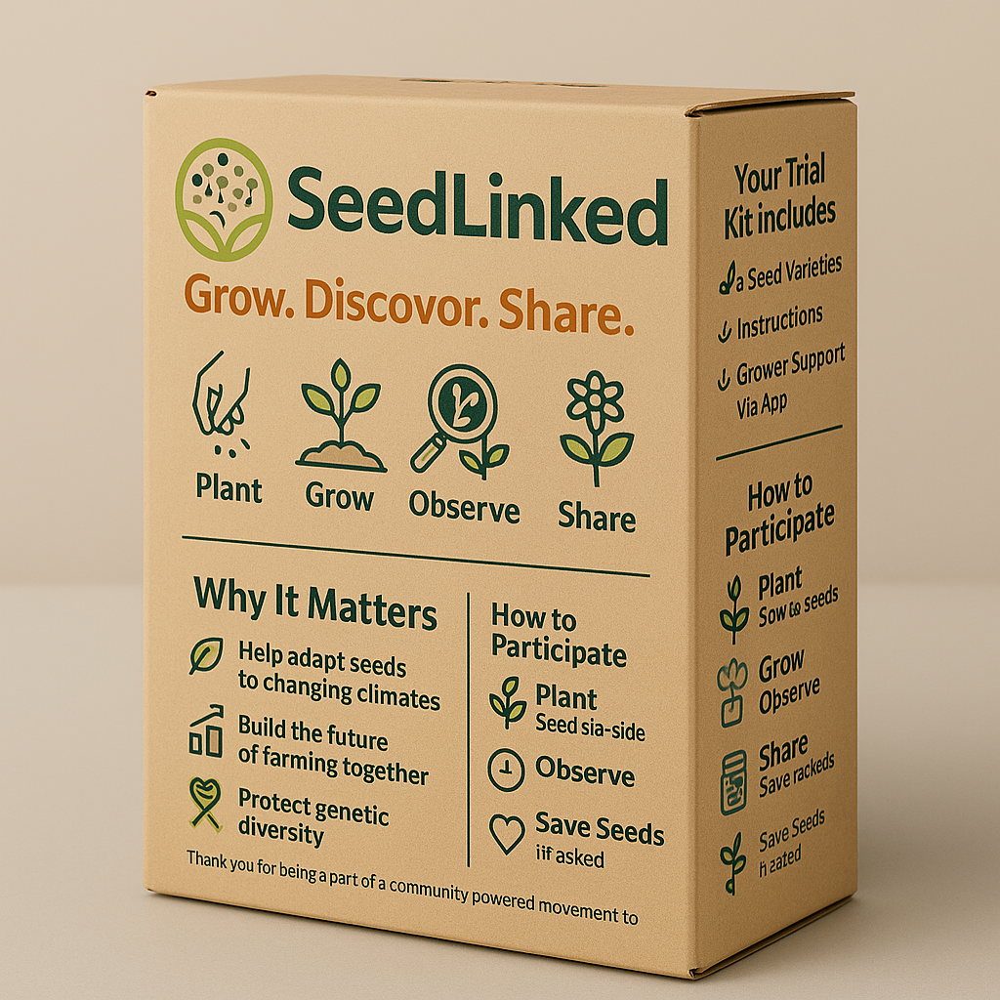 SeedLinked
Grow. Discovor. Share.
Plant
Grow
Observe
Share
Why It Matters
Help adapt seeds
to changing climates
Build the future
of farming together
Protect genetic
diversity
How to
Participate
Plant
Seed sia-side
Observe
Save Seeds
if asked
Thank you for being a part of a community powered movement to
Your Trial
Kit includes
a Seed Varieties
Instructions
Grower Support
Via App
How to
Participate
Plant
Sow seeds
Grow
Observe
Share
Save
Save Seeds